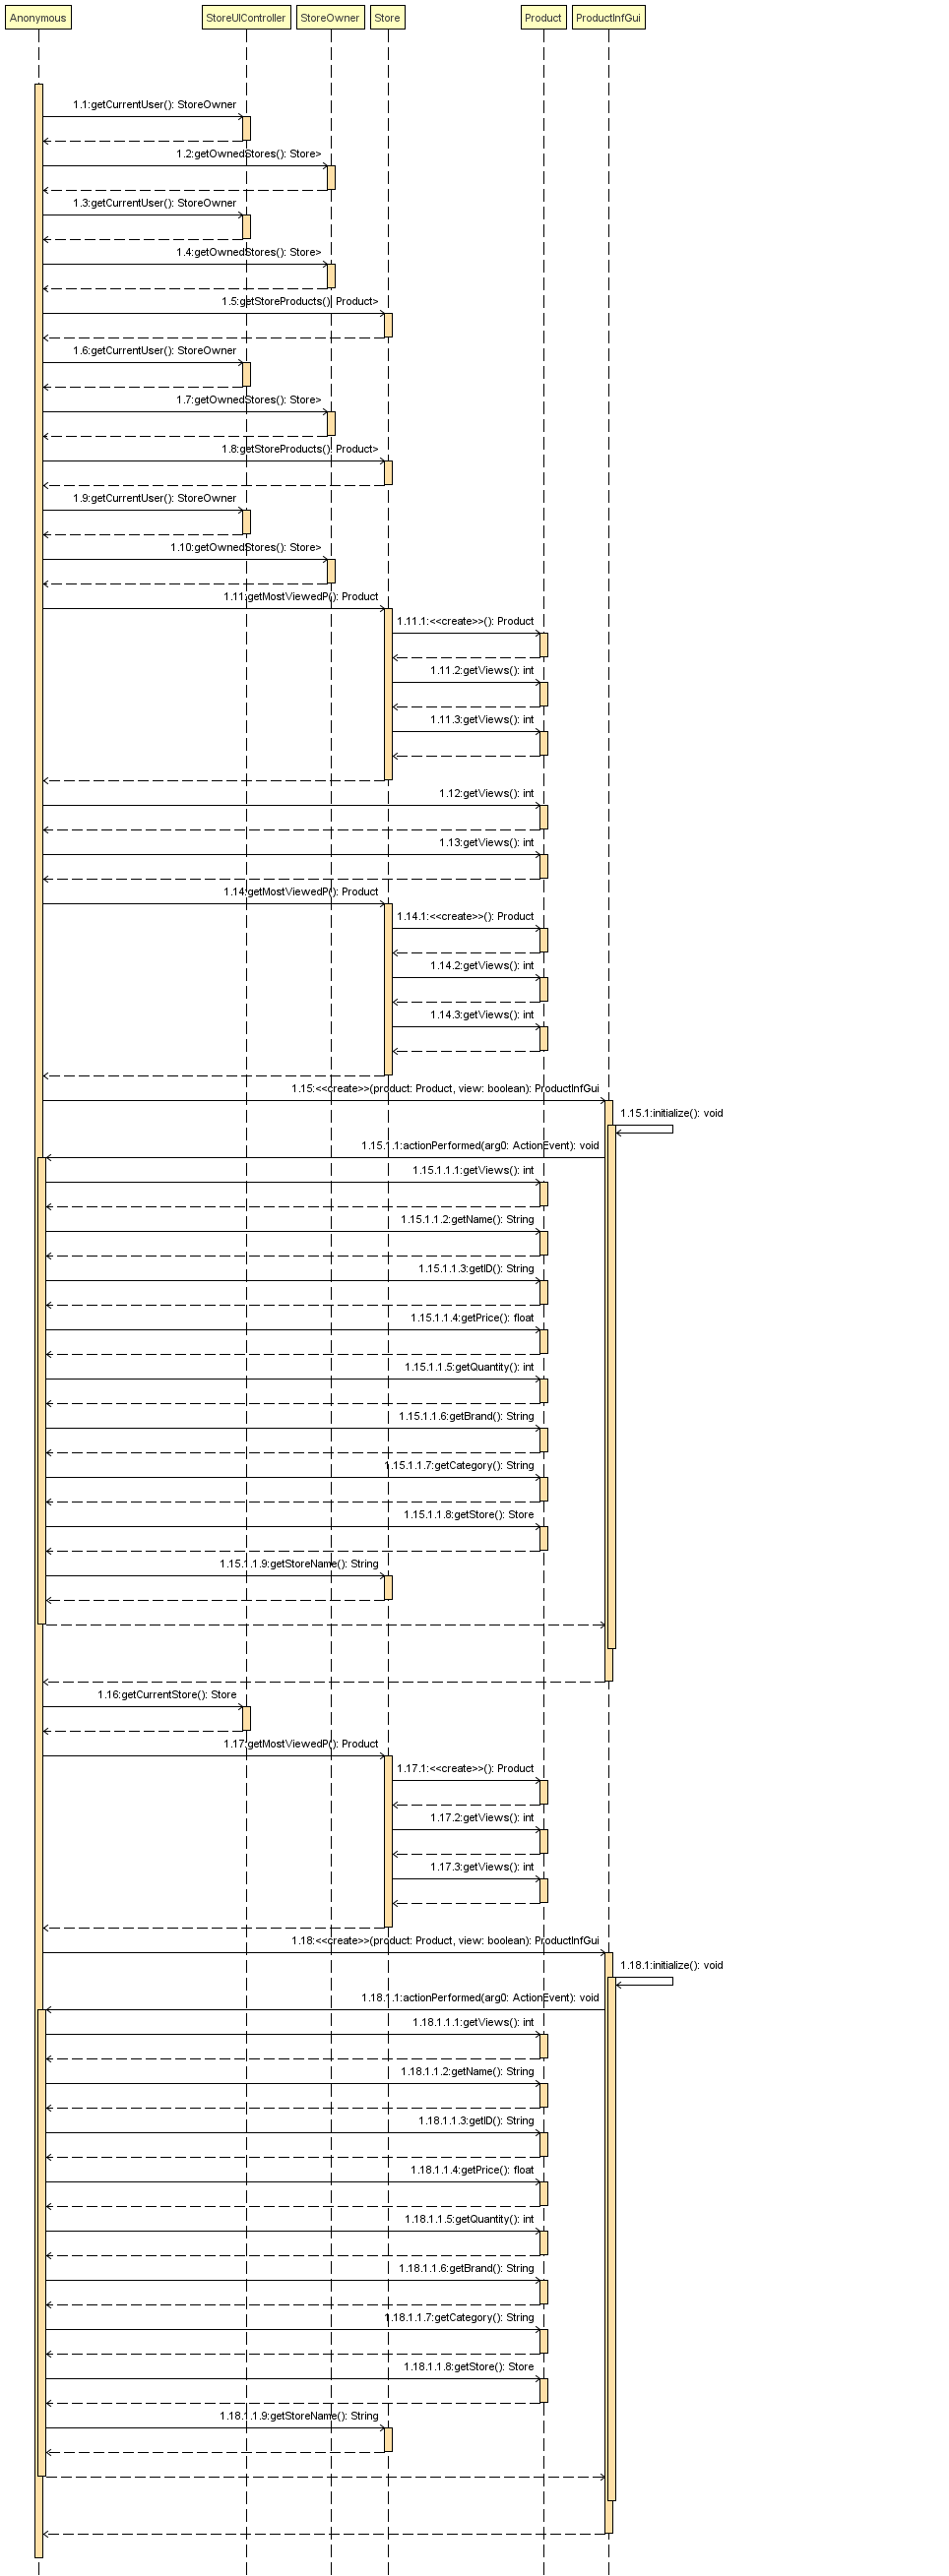 Anonymous
StoreUIController
StoreOwner
Store
Product
ProductInfGui
1.1:getCurrentUser(): StoreOwner
1.2:getOwnedStores(): Store>
1.3:getCurrentUser(): StoreOwner
1.4:getOwnedStores(): Store>
1.5:getStoreProducts(): Product>
1.6:getCurrentUser(): StoreOwner
1.7:getOwnedStores(): Store>
1.8:getStoreProducts(): Product>
1.9:getCurrentUser(): StoreOwner
1.10:getOwnedStores(): Store>
1.11:getMostViewedP(): Product
1.11.1:<<create>>(): Product
1.11.2:getViews(): int
1.11.3:getViews(): int
1.12:getViews(): int
1.13:getViews(): int
1.14:getMostViewedP(): Product
1.14.1:<<create>>(): Product
1.14.2:getViews(): int
1.14.3:getViews(): int
1.15:<<create>>(product: Product, view: boolean): ProductInfGui
1.15.1:initialize(): void
1.15.1.1:actionPerformed(arg0: ActionEvent): void
1.15.1.1.1:getViews(): int
1.15.1.1.2:getName(): String
1.15.1.1.3:getID(): String
1.15.1.1.4:getPrice(): float
1.15.1.1.5:getQuantity(): int
1.15.1.1.6:getBrand(): String
1.15.1.1.7:getCategory(): String
1.15.1.1.8:getStore(): Store
1.15.1.1.9:getStoreName(): String
1.16:getCurrentStore(): Store
1.17:getMostViewedP(): Product
1.17.1:<<create>>(): Product
1.17.2:getViews(): int
1.17.3:getViews(): int
1.18:<<create>>(product: Product, view: boolean): ProductInfGui
1.18.1:initialize(): void
1.18.1.1:actionPerformed(arg0: ActionEvent): void
1.18.1.1.1:getViews(): int
1.18.1.1.2:getName(): String
1.18.1.1.3:getID(): String
1.18.1.1.4:getPrice(): float
1.18.1.1.5:getQuantity(): int
1.18.1.1.6:getBrand(): String
1.18.1.1.7:getCategory(): String
1.18.1.1.8:getStore(): Store
1.18.1.1.9:getStoreName(): String